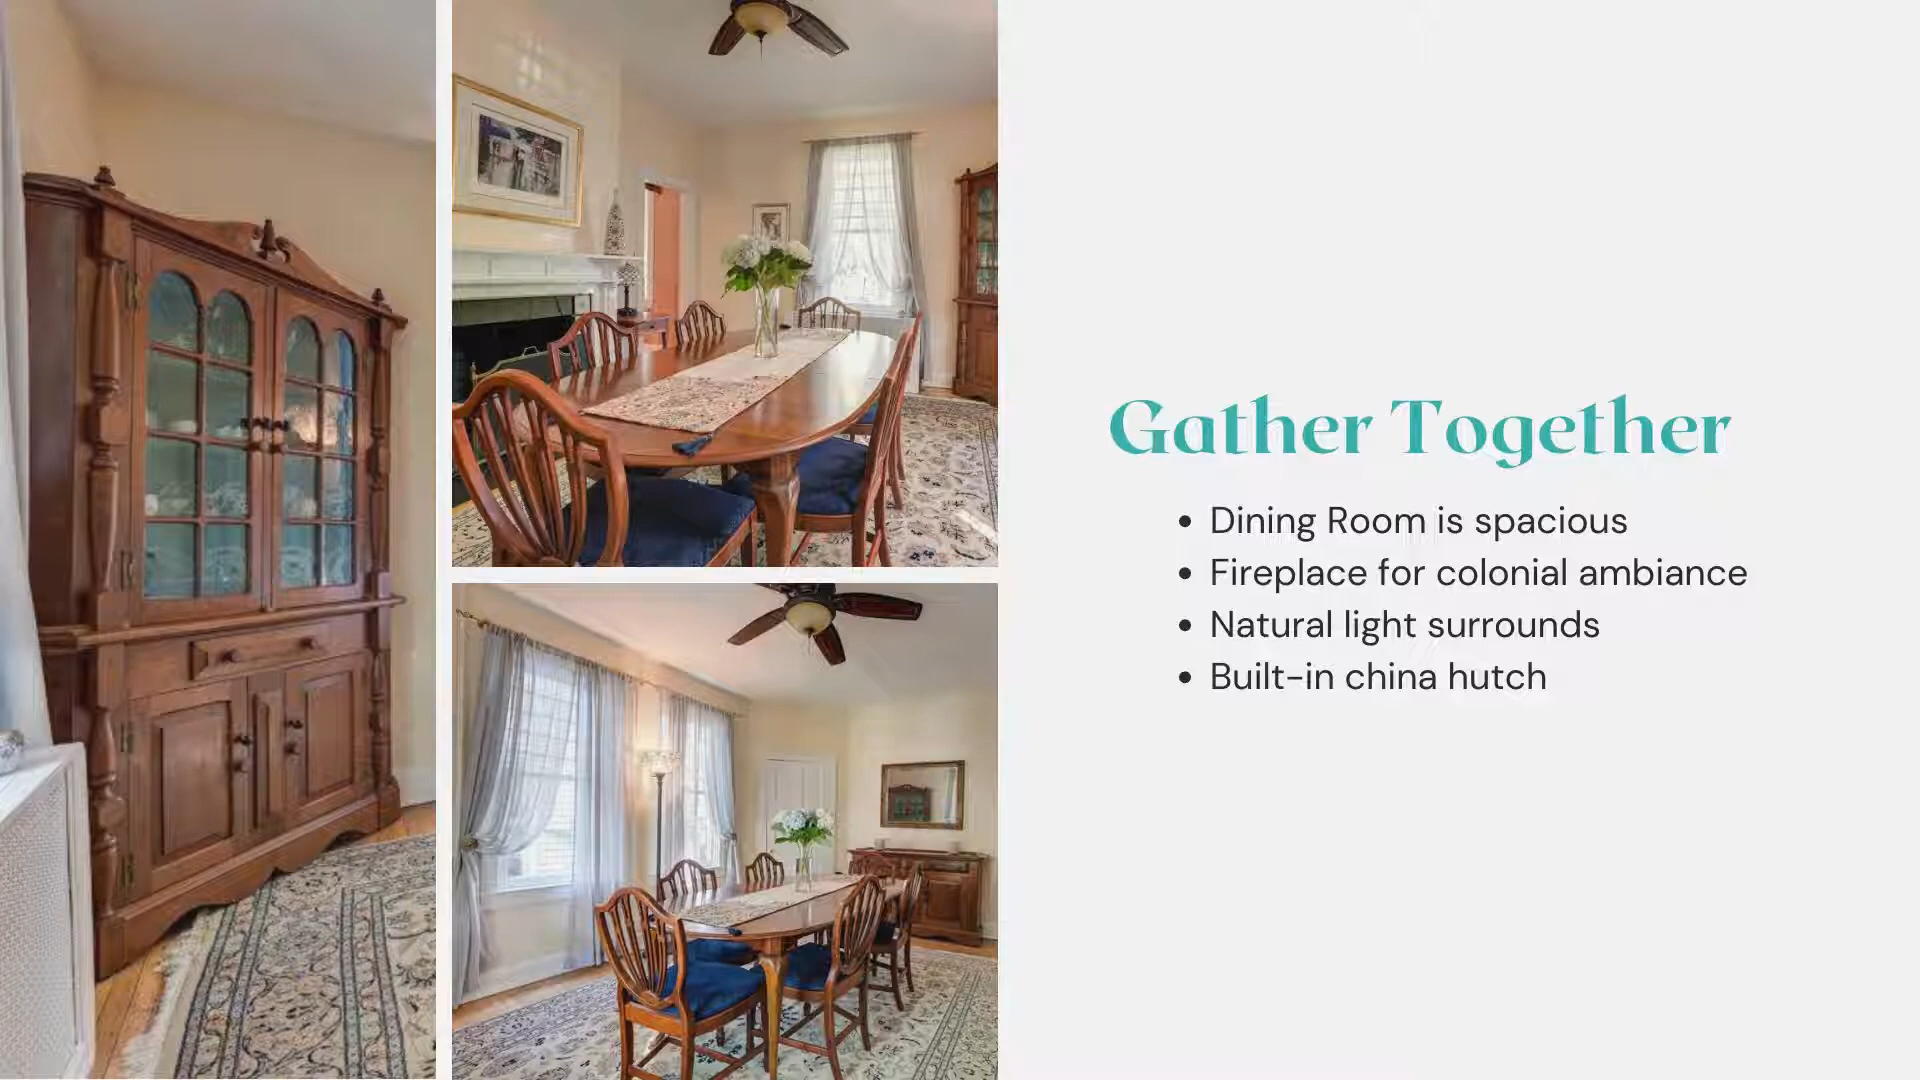 Gather Together
• Dining Room is spacious
• Fireplace for colonial ambiance
• Natural light surrounds
• Built-in china hutch